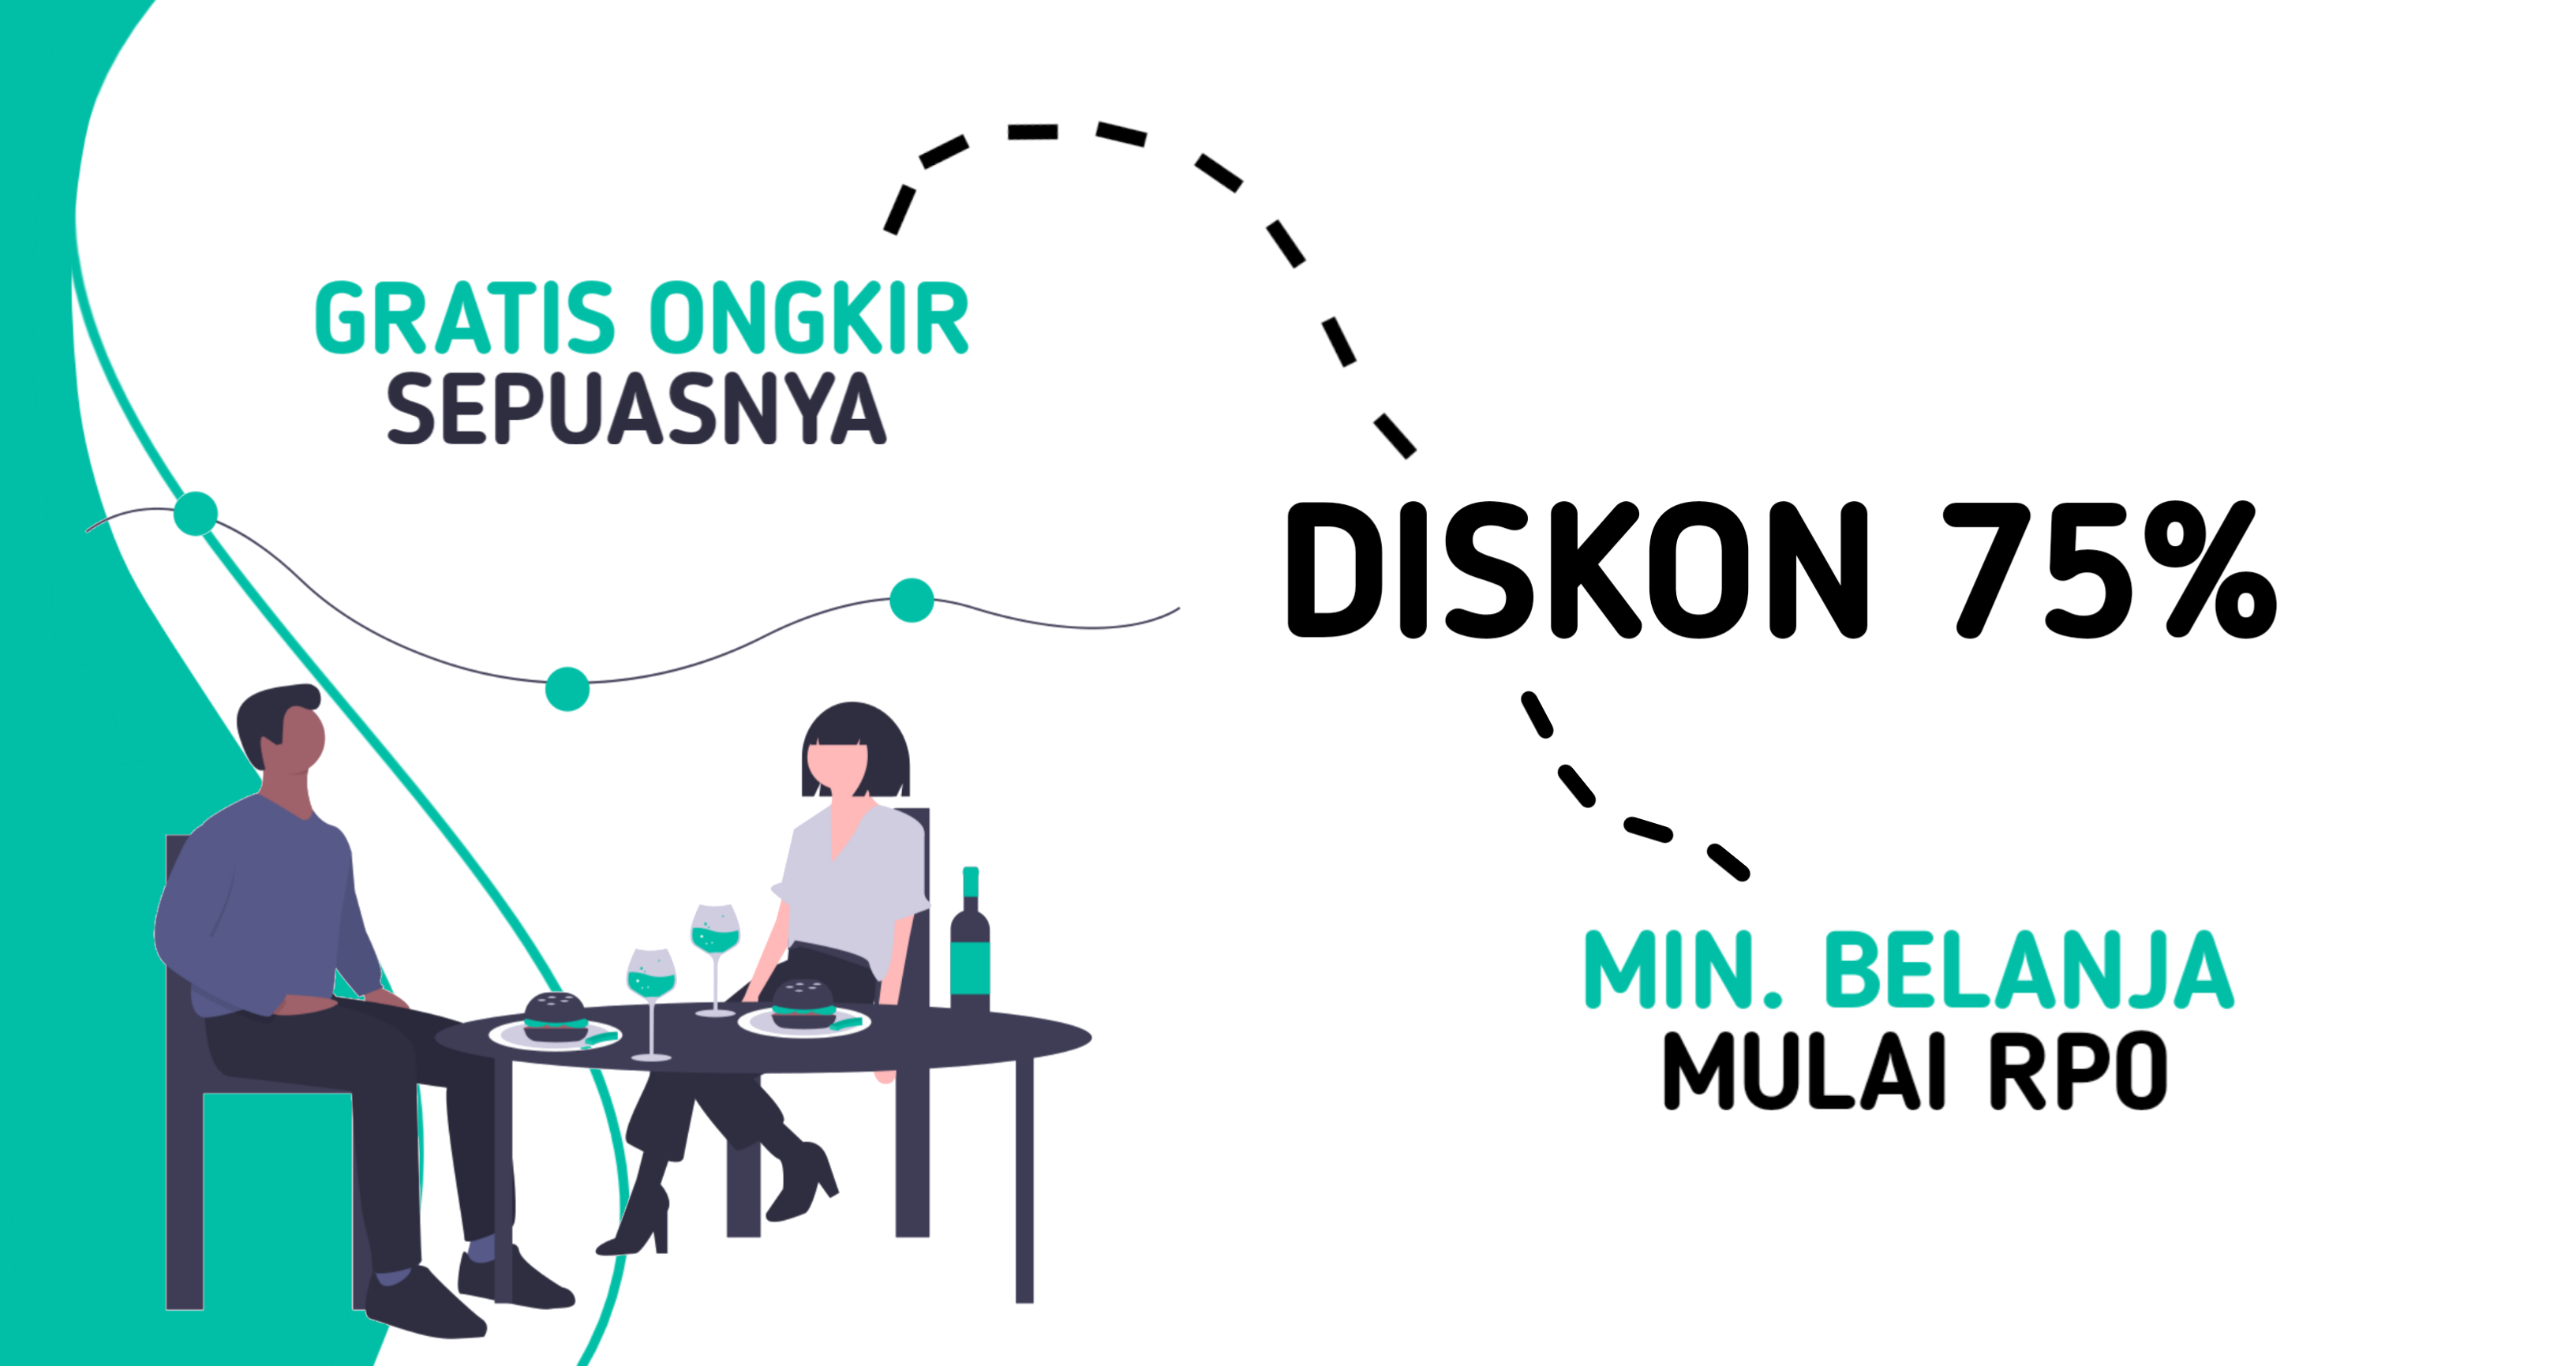 GRATIS ONGKIR
SEPUASNYA
DISKON 75%
MIN. BELANJA
MULAI RP0